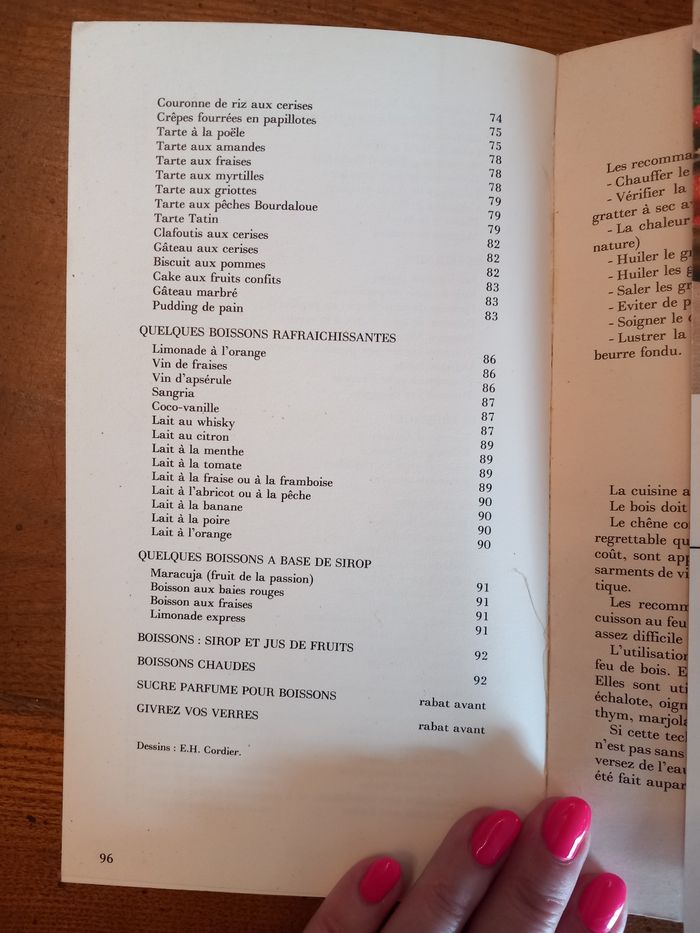 Couronne de riz aux cerises 74
Crêpes fourrées en papillotes 75
Tarte à la poële 75
Tarte aux amandes 78
Tarte aux fraises 78
Tarte aux myrtilles 78
Tarte aux griottes 79
Tarte aux pêches Bourdaloue 79
Tarte Tatin 79
Clafoutis aux cerises 82
Gâteau aux cerises 82
Biscuit aux pommes 82
Cake aux fruits confits 83
Gâteau marbré 83
Pudding de pain 83
QUELQUES BOISSONS RAFRAICHISSANTES
Limonade à l'orange 86
Vin de fraises 86
Vin d'apsérule 86
Sangria 87
Coco-vanille 87
Lait au whisky 87
Lait au citron 89
Lait à la menthe 89
Lait à la tomate 89
Lait à la fraise ou à la framboise 89
Lait à l'abricot ou à la pêche 90
Lait à la banane 90
Lait à la poire 90
Lait à l'orange 90
QUELQUES BOISSONS A BASE DE SIROP
Maracuja (fruit de la passion) 91
Boisson aux baies rouges 91
Boisson aux fraises 91
Limonade express 91
BOISSONS : SIROP ET JUS DE FRUITS 92
BOISSONS CHAUDES 92
SUCRE PARFUME POUR BOISSONS rabat avant
GIVREZ VOS VERRES rabat avant
Dessins : E.H. Cordier.
96
Les recomma
- Chauffer le
- Vérifier la
gratter à sec a
- La chaleur
nature)
- Huiler le g
- Huiler les g
- Saler les gr
- Eviter de p
- Soigner le
- Lustrer la
beurre fondu.
La cuisine a
Le bois doit
Le chêne co
regrettable qu
coût, sont app
sarments de vi
tique.
Les recomm
cuisson au feu
assez difficile
L'utilisation
feu de bois. E
Elles sont uti
échalote, oign
thym, marjola
Si cette tec
n'est pas sans
versez de l'eau
été fait aupar